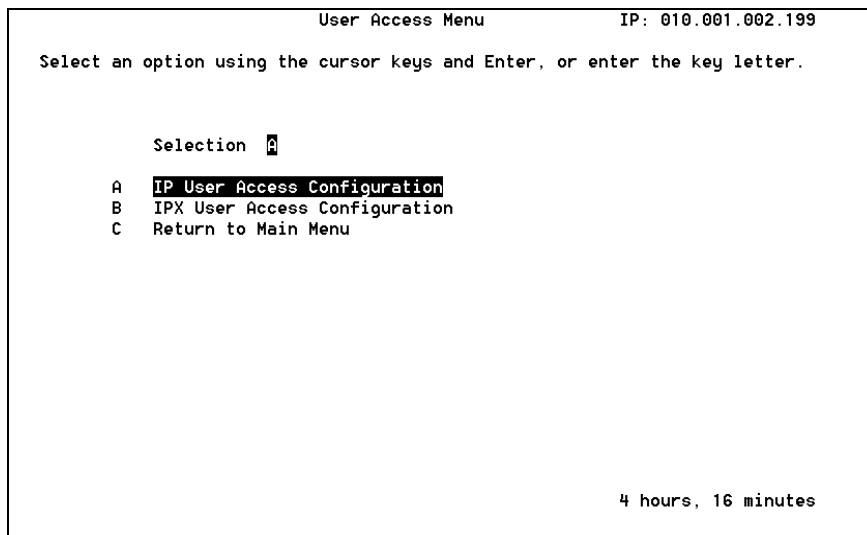 User Access Menu IP: 010.001.002.199
Select an option using the cursor keys and Enter, or enter the key letter.
Selection A
A IP User Access Configuration
B IPX User Access Configuration
C Return to Main Menu
4 hours, 16 minutes